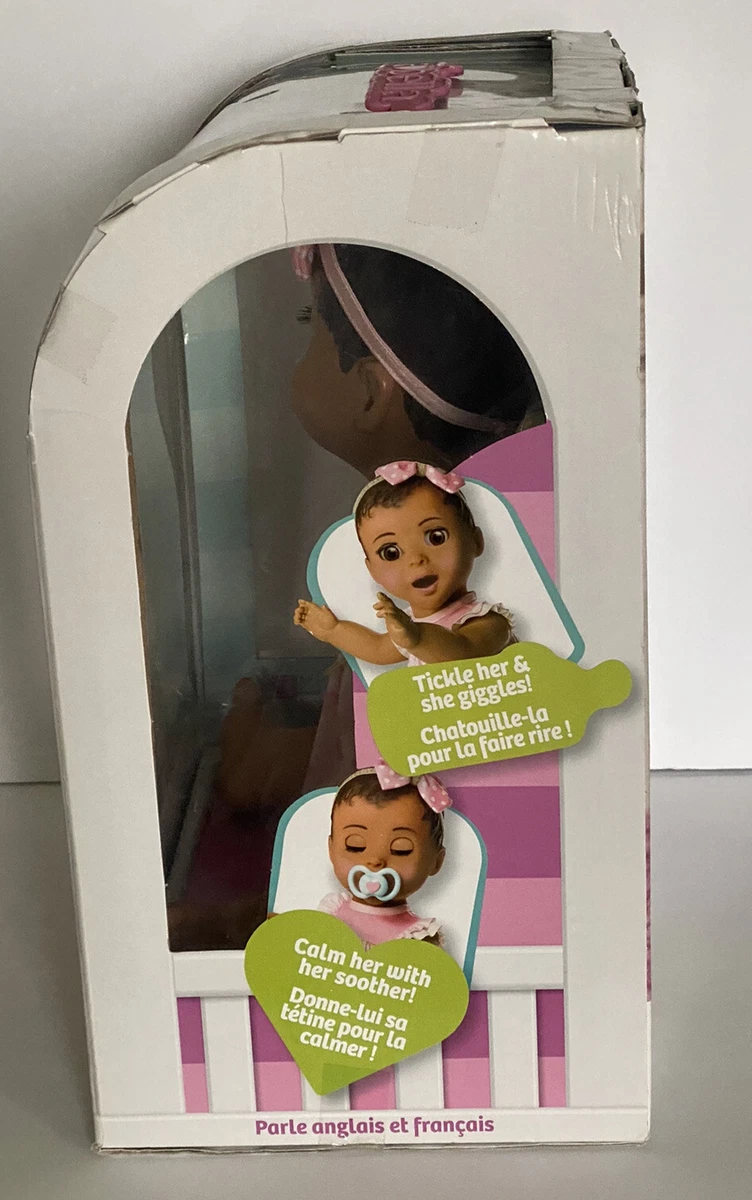 Tickle her &
she giggles!
Chatouille-la
pour la faire rire !
Calm her with
her soother!
Donne-lui sa
tétine pour la
calmer !
Parle anglais et français